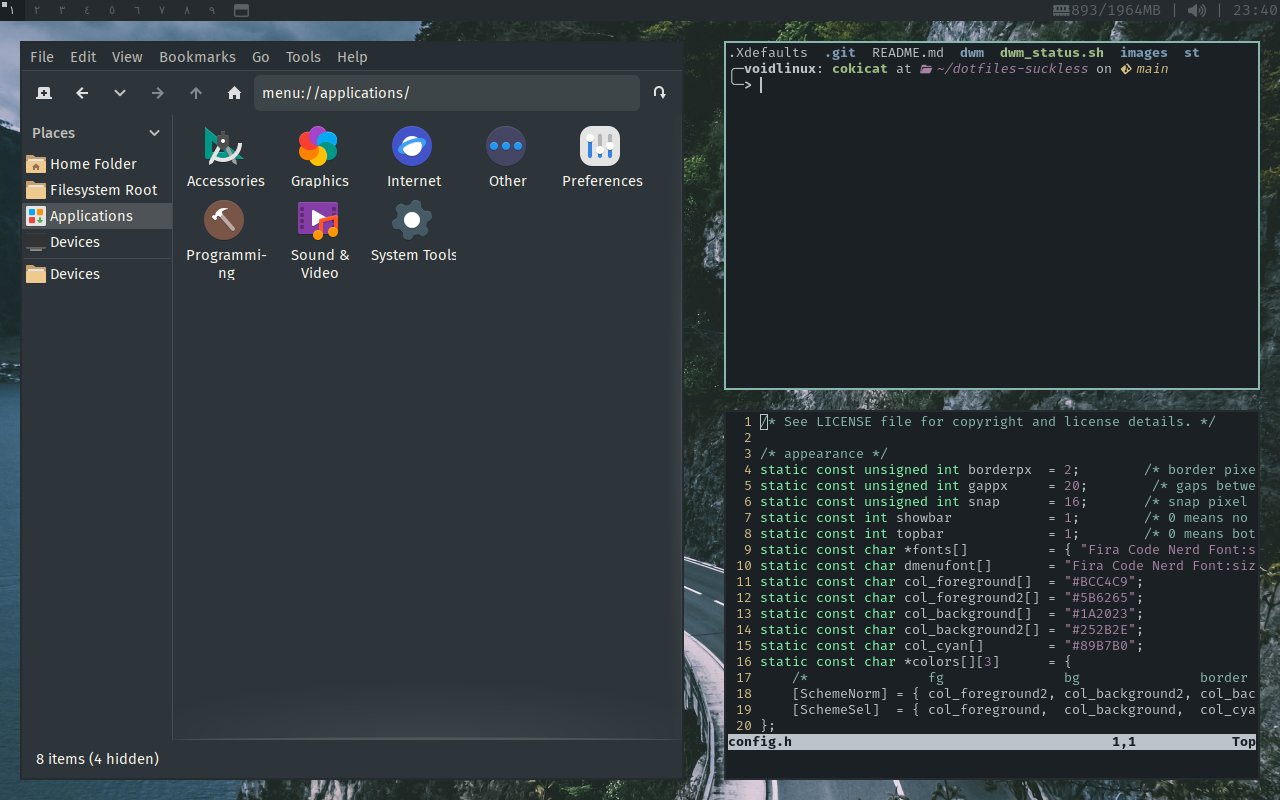 ١ ٢ ٣ ٤ ٥ ٦ ٧ ٨ ٩
893/1964MB | | 23:40
File Edit View Bookmarks Go Tools Help
menu://applications/
Places
Home Folder
Filesystem Root
Applications
Devices
Devices
Accessories Graphics Internet Other Preferences
Programmi-
ng
Sound &
Video
System Tools
8 items (4 hidden)
.Xdefaults .git README.md dwm dwm_status.sh images st
voidlinux: cokicat at ~/dotfiles-suckless on main
>
1 /* See LICENSE file for copyright and license details. */
2
3 /* appearance */
4 static const unsigned int borderpx = 2; /* border pixe
5 static const unsigned int gappx = 20; /* gaps betwe
6 static const unsigned int snap = 16; /* snap pixel
7 static const int showbar = 1; /* 0 means no
8 static const int topbar = 1; /* 0 means bot
9 static const char *fonts[] = { "Fira Code Nerd Font:s
10 static const char dmenufont[] = "Fira Code Nerd Font:siz
11 static const char col_foreground[] = "#BCC4C9";
12 static const char col_foreground2[] = "#5B6265";
13 static const char col_background[] = "#1A2023";
14 static const char col_background2[] = "#252B2E";
15 static const char col_cyan[] = "#89B7B0";
16 static const char *colors[][3] = {
17 /* fg bg border
18 [SchemeNorm] = { col_foreground2, col_background2, col_bac
19 [SchemeSel] = { col_foreground, col_background, col_cya
20 };
config.h 1,1 Top